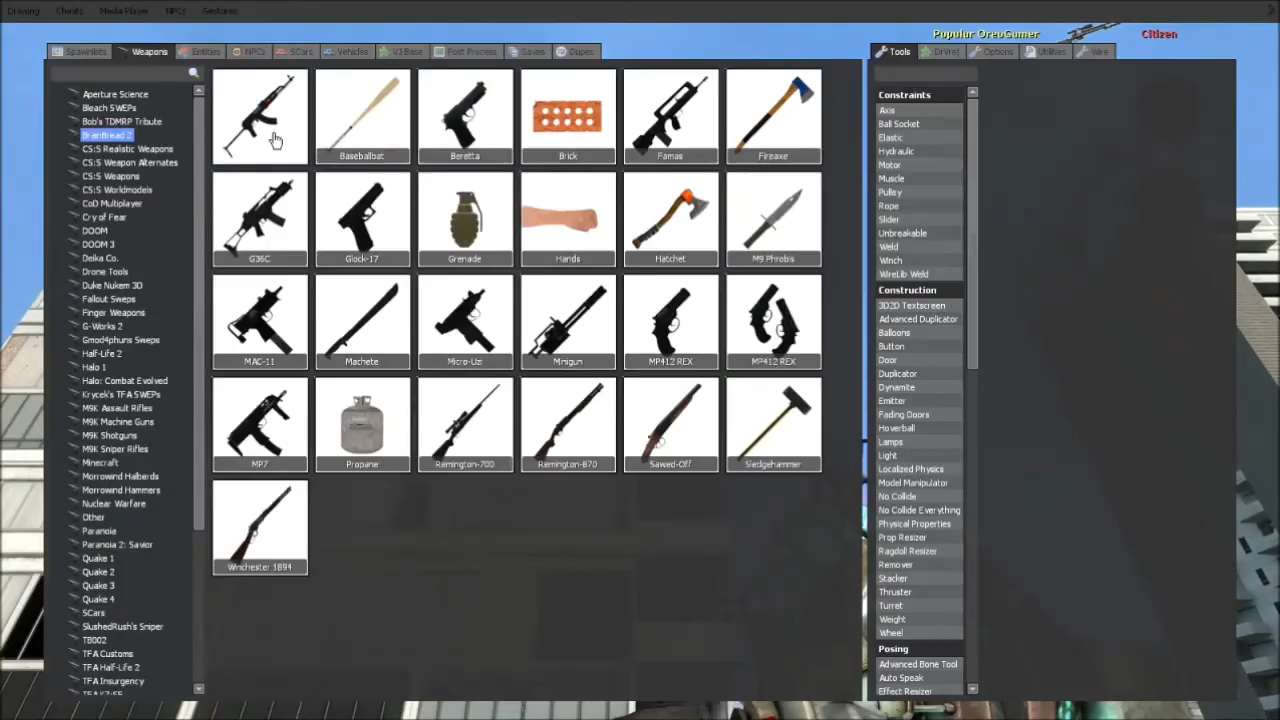 Drawing Cheats Media Player NPCs Gestures
Popular OreoGamer Citizen
Spawnlists Weapons Entities NPCs SCars Vehicles VJ Base Post Process Saves Dupes
Tools DrVrej Options Utilities Wire
Aperture Science
Bleach SWEPs
Bob's TDMRP Tribute
BrainBread 2
CS:S Realistic Weapons
CS:S Weapon Alternates
CS:S Weapons
CS:S Worldmodels
CoD Multiplayer
Cry of Fear
DOOM
DOOM 3
Deika Co.
Drone Tools
Duke Nukem 3D
Fallout Sweps
Finger Weapons
G-Works 2
Gmod4phuns Sweps
Half-Life 2
Halo 1
Halo: Combat Evolved
Krycek's TFA SWEPs
M9K Assault Rifles
M9K Machine Guns
M9K Shotguns
M9K Sniper Rifles
Minecraft
Morrowind Halberds
Morrowind Hammers
Nuclear Warfare
Other
Paranoia
Paranoia 2: Savior
Quake 1
Quake 2
Quake 3
Quake 4
SCars
SlushedRush's Sniper
TB002
TFA Customs
TFA Half-Life 2
TFA Insurgency
Baseballbat Beretta Brick Famas Fireaxe
G36C Glock-17 Grenade Hands Hatchet M9 Phrobis
MAC-11 Machete Micro-Uzi Minigun MP412 REX MP412 REX
MP7 Propane Remington-700 Remington-870 Sawed-Off Sledgehammer
Winchester 1894
Constraints
Axis
Ball Socket
Elastic
Hydraulic
Motor
Muscle
Pulley
Rope
Slider
Unbreakable
Weld
Winch
WireLib Weld
Construction
3D2D Textscreen
Advanced Duplicator
Balloons
Button
Door
Duplicator
Dynamite
Emitter
Fading Doors
Hoverball
Lamps
Light
Localized Physics
Model Manipulator
No Collide
No Collide Everything
Physical Properties
Prop Resizer
Ragdoll Resizer
Remover
Stacker
Thruster
Turret
Weight
Wheel
Posing
Advanced Bone Tool
Auto Speak
Effect Resizer